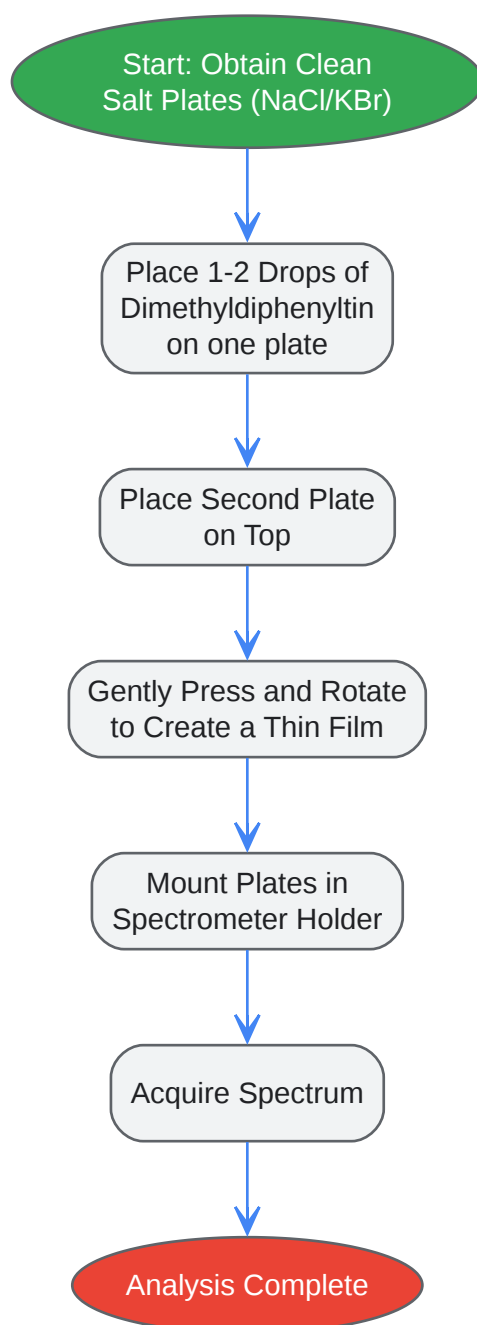 Start: Obtain Clean
Salt Plates (NaCl/KBr)
Place 1-2 Drops of
Dimethyldiphenyltin
on one plate
Place Second Plate
on Top
Gently Press and Rotate
to Create a Thin Film
Mount Plates in
Spectrometer Holder
Acquire Spectrum
Analysis Complete